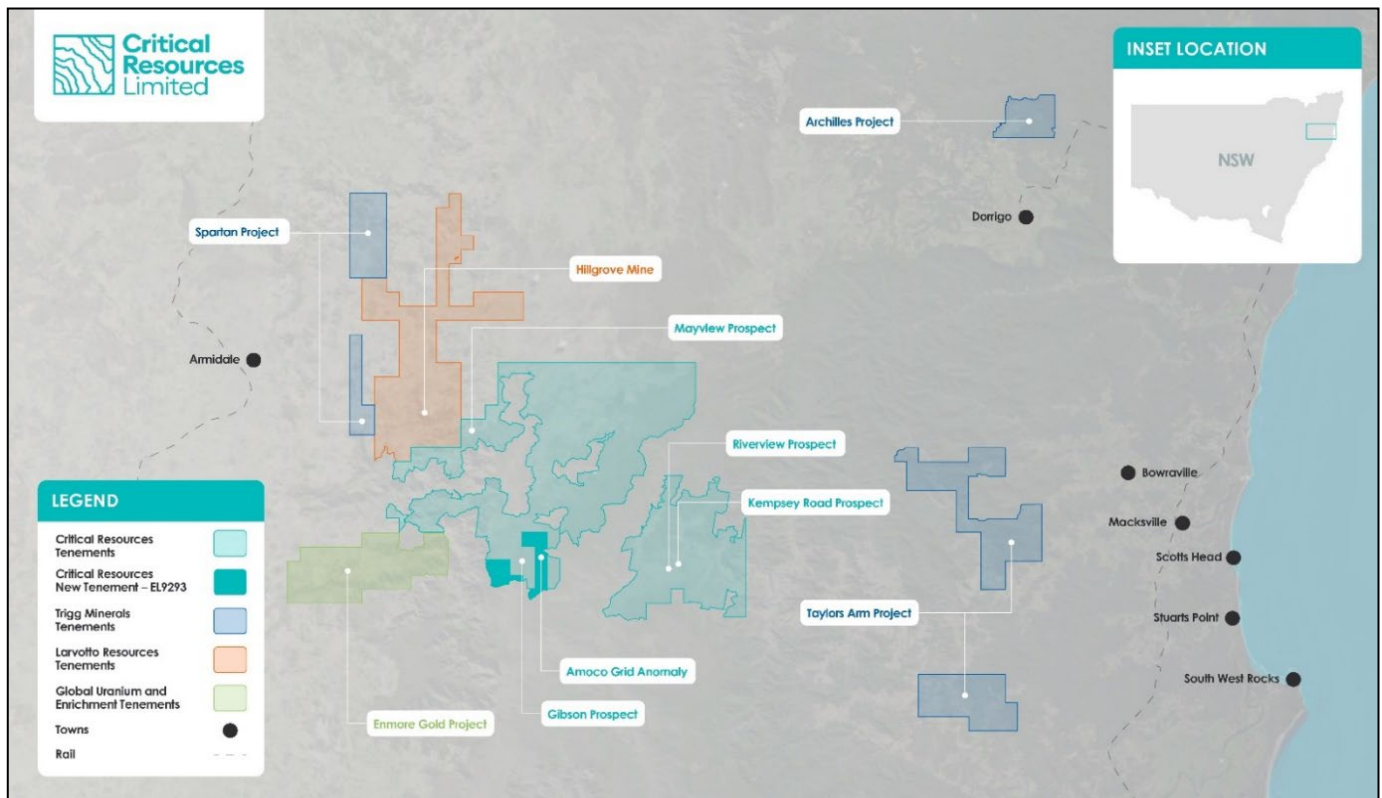 Critical
Resources
Limited
INSET LOCATION
NSW
Archilles Project
Dorrigo
Spartan Project
Hillgrove Mine
Mayview Prospect
Armidale
Riverview Prospect
Kempsey Road Prospect
Bowraville
Macksville
Scotts Head
Taylors Arm Project
Stuarts Point
Amoco Grid Anomaly
South West Rocks
Gibson Prospect
Enmore Gold Project
LEGEND
Critical Resources
Tenements
Critical Resources
New Tenement – EL9293
Trigg Minerals
Tenements
Larvotto Resources
Tenements
Global Uranium and
Enrichment Tenements
Towns
Rail